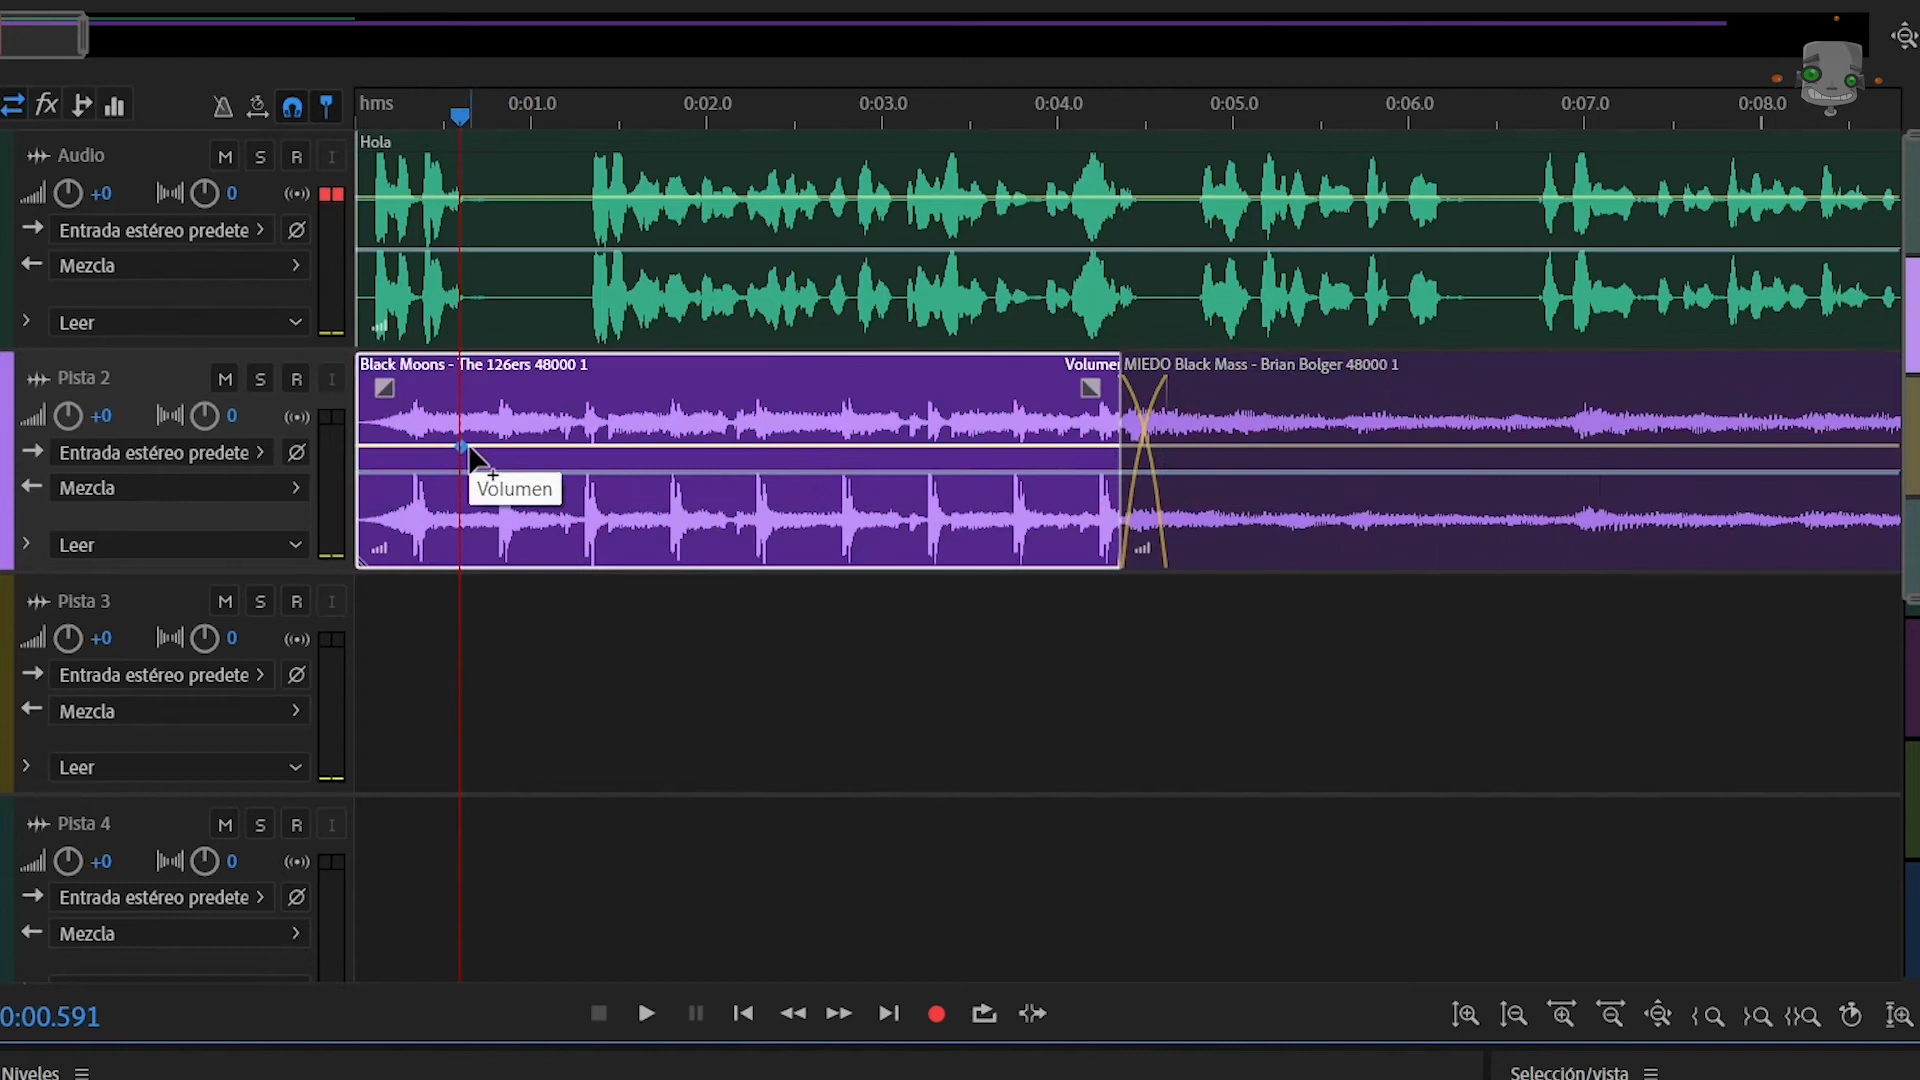 fx
hms 0:01.0 0:02.0 0:03.0 0:04.0 0:05.0 0:06.0 0:07.0 0:08.0
Hola
Audio M S R I
+0 0
Entrada estéreo predete
Mezcla
Leer
Black Moons - The 126ers 48000 1 Volumen MIEDO Black Mass - Brian Bolger 48000 1
Pista 2 M S R I
+0 0
Entrada estéreo predete
Mezcla
Volumen
Leer
Pista 3 M S R I
+0 0
Entrada estéreo predete
Mezcla
Leer
Pista 4 M S R I
+0 0
Entrada estéreo predete
Mezcla
0:00.591
Niveles Selección/vista